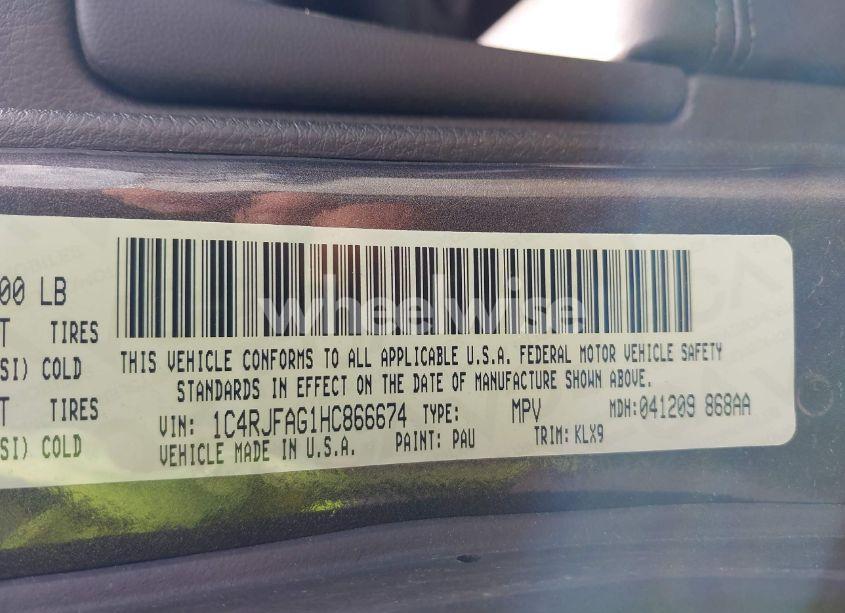 00 LB
T TIRES
SI) COLD
T TIRES
SI) COLD
wheelwise
THIS VEHICLE CONFORMS TO ALL APPLICABLE U.S.A. FEDERAL MOTOR VEHICLE SAFETY
STANDARDS IN EFFECT ON THE DATE OF MANUFACTURE SHOWN ABOVE.
VIN: 1C4RJFAG1HC866674 TYPE: MPV MDH: 041209 868AA
VEHICLE MADE IN U.S.A. PAINT: PAU TRIM: KLX9